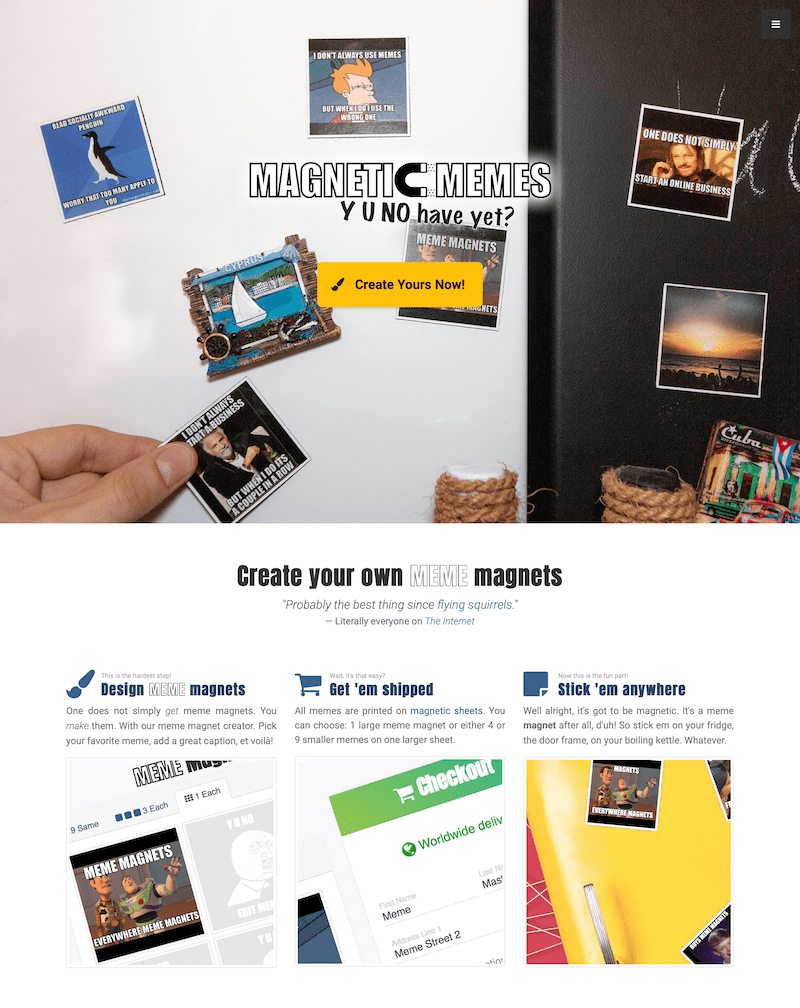 I DON'T ALWAYS USE MEMES
BUT WHEN I DO I USE THE
WRONG ONE
READ SOCIALLY AWKWARD
PENGUIN
WORRY THAT TOO MANY APPLY TO
YOU
ONE DOES NOT SIMPLY
START AN ONLINE BUSINESS
MAGNETIC MEMES
Y U NO have yet?
MEME MAGNETS
MAGNETS
CYPRUS
Create Yours Now!
I DON'T ALWAYS
START A BUSINESS
BUT WHEN I DO ITS
A COUPLE IN A ROW
Cuba
Create your own MEME magnets
"Probably the best thing since flying squirrels."
— Literally everyone on The Internet
This is the hardest step!
Design MEME magnets
One does not simply get meme magnets. You
make them. With our meme magnet creator. Pick
your favorite meme, add a great caption, et voilà!
Wait, it's that easy?
Get 'em shipped
All memes are printed on magnetic sheets. You
can choose: 1 large meme magnet or either 4 or
9 smaller memes on one larger sheet.
Now this is the fun part!
Stick 'em anywhere
Well alright, it's got to be magnetic. It's a meme
magnet after all, d'uh! So stick em on your fridge,
the door frame, on your boiling kettle. Whatever.
MEME
9 Same
3 Each
1 Each
MEME MAGNETS
EVERYWHERE MEME MAGNETS
Y U NO
EDIT ME
Y U
Checkout
Worldwide deliv
First Name
Meme
Last Na
Mast
Address Line 1
Meme Street 2
MAGNETS
EVERYWHERE MAGNETS